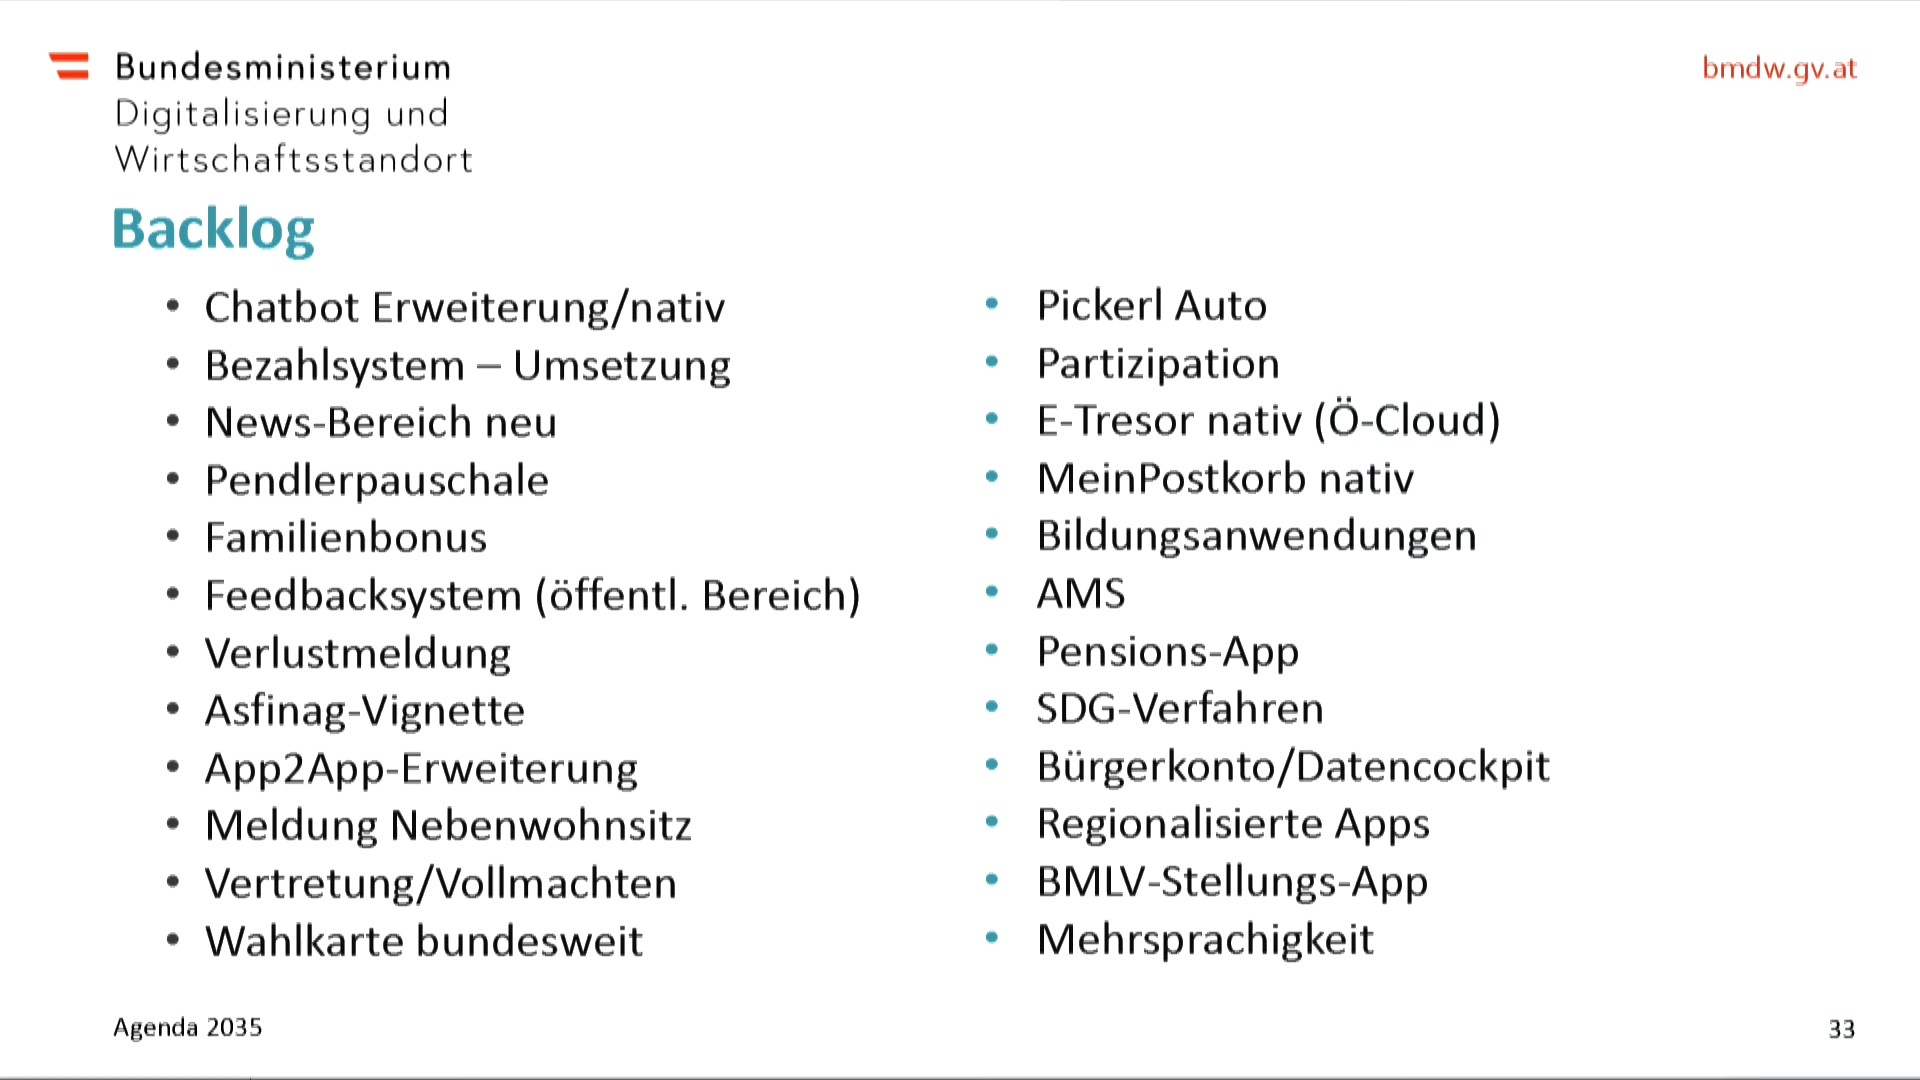 Bundesministerium
Digitalisierung und
Wirtschaftsstandort
bmdw.gv.at
Backlog
• Chatbot Erweiterung/nativ
• Bezahlsystem – Umsetzung
• News-Bereich neu
• Pendlerpauschale
• Familienbonus
• Feedbacksystem (öffentl. Bereich)
• Verlustmeldung
• Asfinag-Vignette
• App2App-Erweiterung
• Meldung Nebenwohnsitz
• Vertretung/Vollmachten
• Wahlkarte bundesweit
• Pickerl Auto
• Partizipation
• E-Tresor nativ (Ö-Cloud)
• MeinPostkorb nativ
• Bildungsanwendungen
• AMS
• Pensions-App
• SDG-Verfahren
• Bürgerkonto/Datencockpit
• Regionalisierte Apps
• BMLV-Stellungs-App
• Mehrsprachigkeit
Agenda 2035
33